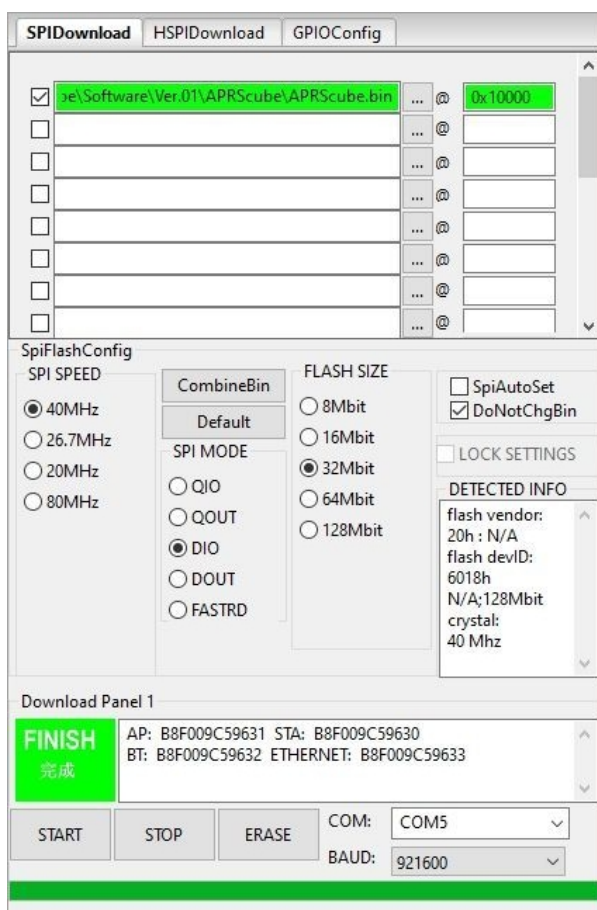 SPIDownload HSPIDownload GPIOConfig
be\Software\Ver.01\APRScube\APRScube.bin ... @ 0x10000
... @
... @
... @
... @
... @
... @
... @
SpiFlashConfig
SPI SPEED
40MHz
26.7MHz
20MHz
80MHz
CombineBin
Default
SPI MODE
QIO
QOUT
DIO
DOUT
FASTRD
FLASH SIZE
8Mbit
16Mbit
32Mbit
64Mbit
128Mbit
SpiAutoSet
DoNotChgBin
LOCK SETTINGS
DETECTED INFO
flash vendor:
20h : N/A
flash devID:
6018h
N/A;128Mbit
crystal:
40 Mhz
Download Panel 1
FINISH
完成
AP: B8F009C59631 STA: B8F009C59630
BT: B8F009C59632 ETHERNET: B8F009C59633
START STOP ERASE
COM: COM5
BAUD: 921600